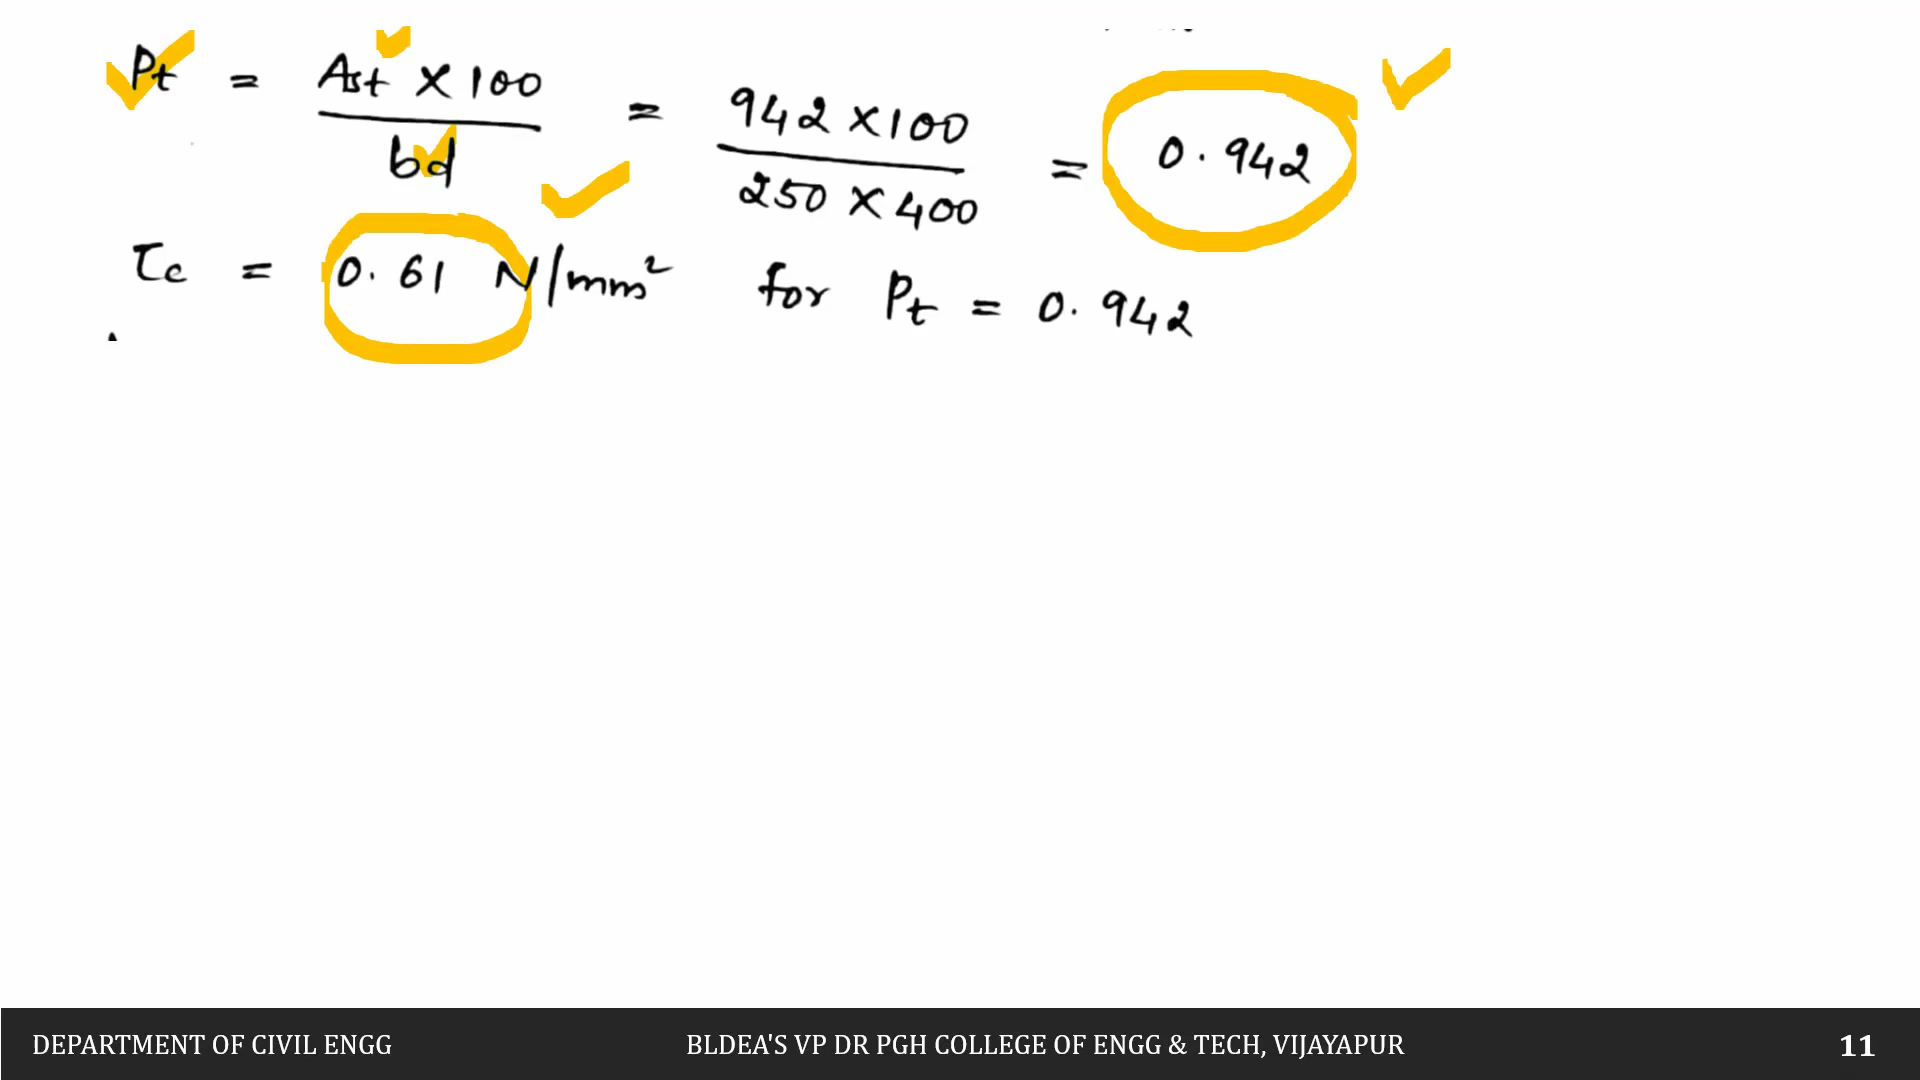 Pt = Ast X 100 / bd = 942 X 100 / 250 X 400 = 0.942
τc = 0.61 N/mm² for Pt = 0.942
DEPARTMENT OF CIVIL ENGG BLDEA'S VP DR PGH COLLEGE OF ENGG & TECH, VIJAYAPUR 11